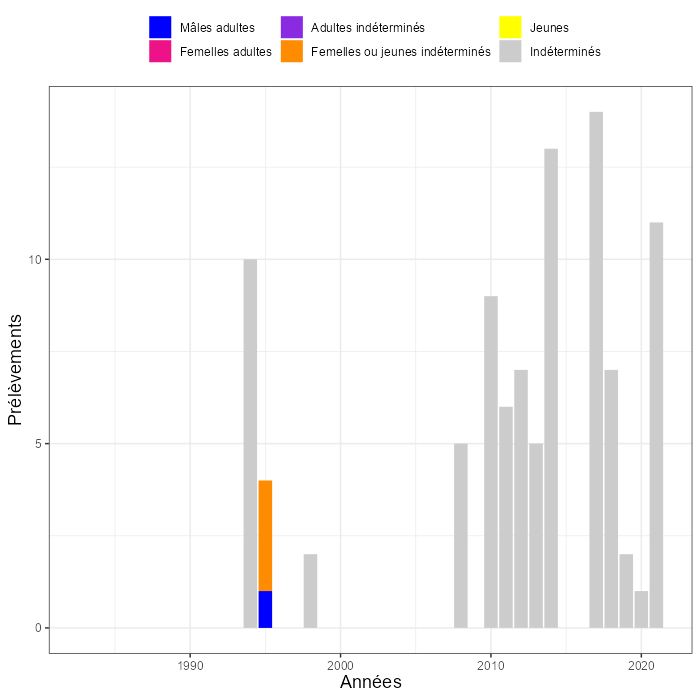 Mâles adultes
Adultes indéterminés
Jeunes
Femelles adultes
Femelles ou jeunes indéterminés
Indéterminés
Prélèvements
10
5
0
1990
2000
2010
2020
Années